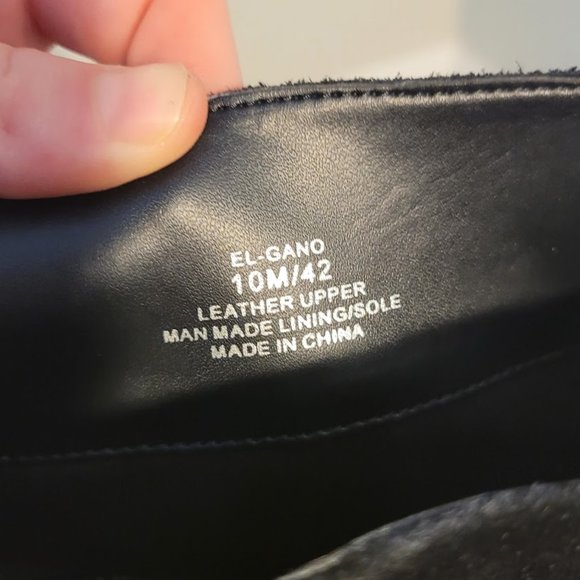 EL-GANO
10M/42
LEATHER UPPER
MAN MADE LINING/SOLE
MADE IN CHINA